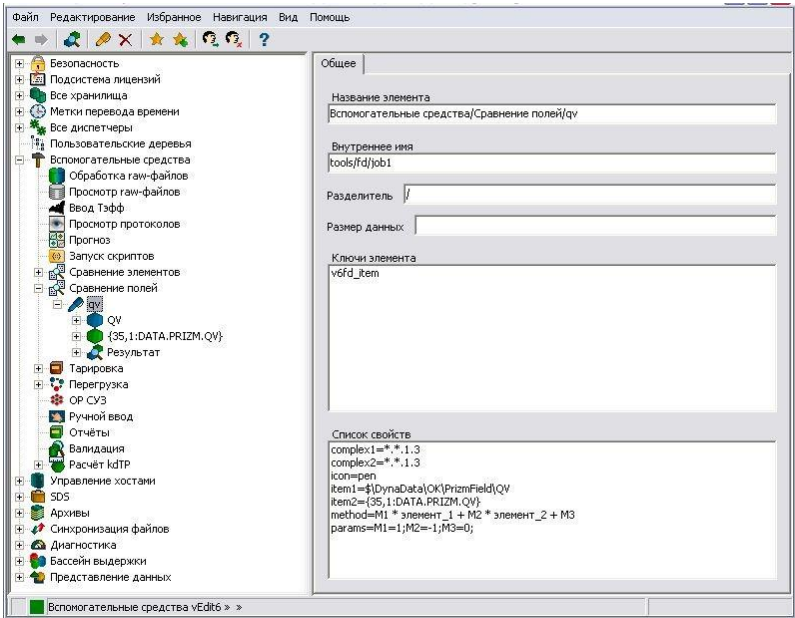 Файл Редактирование Избранное Навигация Вид Помощь
Безопасность
Подсистема лицензий
Все хранилища
Метки перевода времени
Все диспетчеры
Пользовательские деревья
Вспомогательные средства
Обработка raw-файлов
Просмотр raw-файлов
Ввод Тэфф
Просмотр протоколов
Прогноз
Запуск скриптов
Сравнение элементов
Сравнение полей
qv
QV
{35,1:DATA.PRIZM.QV}
Результат
Тарировка
Перегрузка
ОР СУЗ
Ручной ввод
Отчёты
Валидация
Расчёт kdTP
Управление хостами
SDS
Архивы
Синхронизация файлов
Диагностика
Бассейн выдержки
Представление данных
Общее
Название элемента
Вспомогательные средства/Сравнение полей/qv
Внутреннее имя
tools/fd/job1
Разделитель /
Размер данных
Ключи элемента
v6fd_item
Список свойств
complex1=*.*.1.3
complex2=*.*.1.3
icon=pen
item1=$\DynaData\OK\PrizmField\QV
item2={35,1:DATA.PRIZM.QV}
method=M1 * элемент_1 + M2 * элемент_2 + M3
params=M1=1;M2=-1;M3=0;
Вспомогательные средства vEdit6 » »